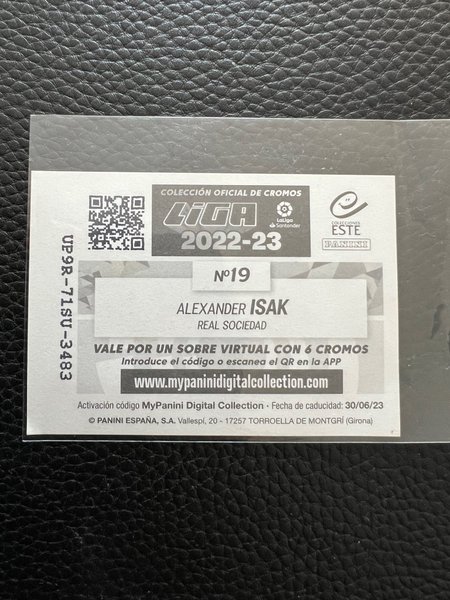 COLECCIÓN OFICIAL DE CROMOS
LIGA
LaLiga
Santander
2022-23
COLECCIONES
ESTE
PANINI
UP9R-71SU-3483
Nº19
ALEXANDER ISAK
REAL SOCIEDAD
VALE POR UN SOBRE VIRTUAL CON 6 CROMOS
Introduce el código o escanea el QR en la APP
www.mypaninidigitalcollection.com
Activación código MyPanini Digital Collection · Fecha de caducidad: 30/06/23
© PANINI ESPAÑA, S.A. Vallespí, 20 - 17257 TORROELLA DE MONTGRÍ (Girona)